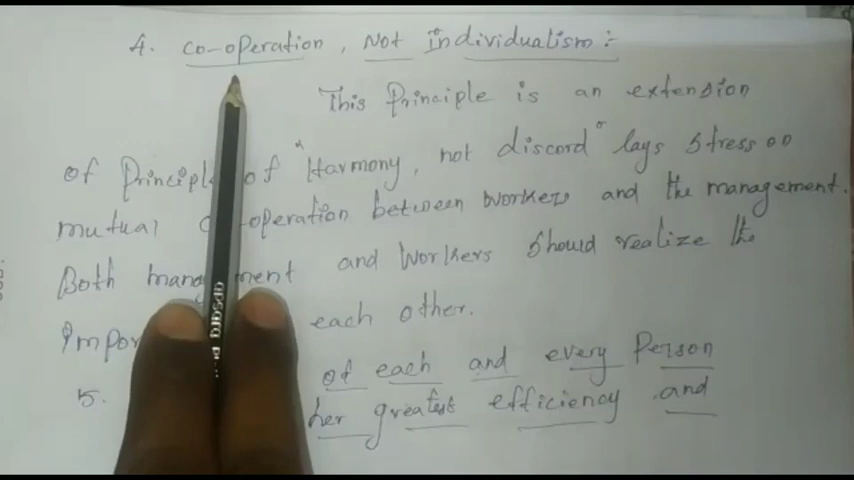 4. Co-operation, Not individualism:-
This Principle is an extension
of Principle of "Harmony, not discord" lays stress on
mutual operation between workers and the management.
Both management and workers should realize the
each other.
5. of each and every Person
her greatest efficiency and
APSARA